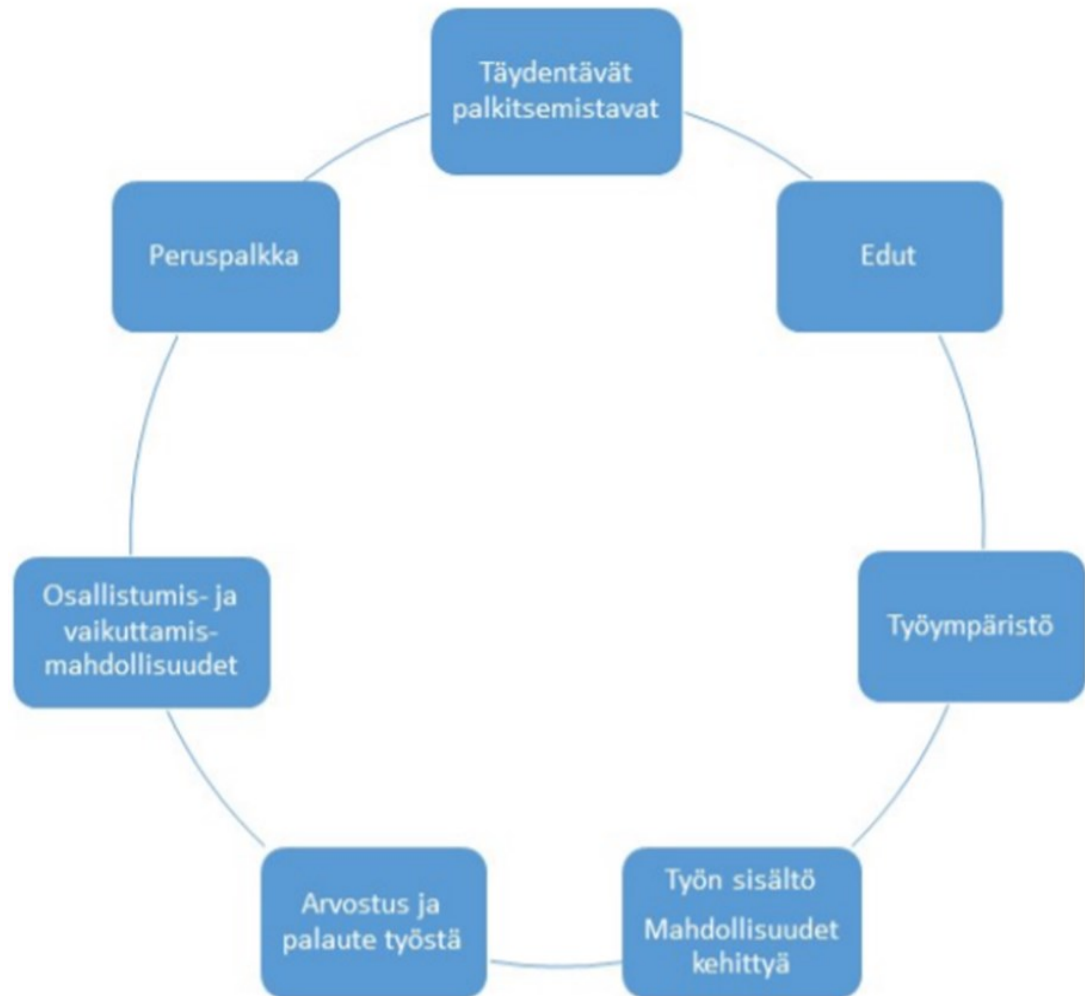 Täydentävät
palkitsemistavat
Peruspalkka
Edut
Osallistumis- ja
vaikuttamis-
mahdollisuudet
Työympäristö
Arvostus ja
palaute työstä
Työn sisältö
Mahdollisuudet
kehittyä